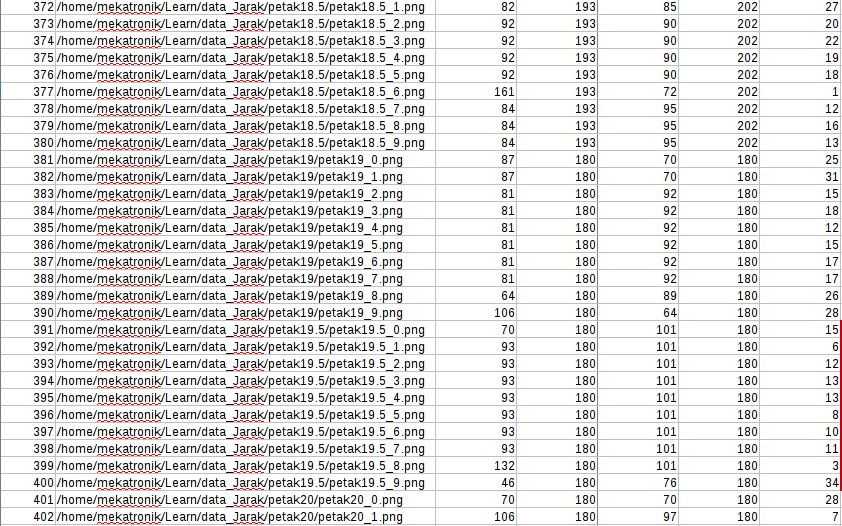 372 /home/mekatronik/Learn/data_Jarak/petak18.5/petak18.5_1.png 82 193 85 202 27
373 /home/mekatronik/Learn/data_Jarak/petak18.5/petak18.5_2.png 92 193 90 202 20
374 /home/mekatronik/Learn/data_Jarak/petak18.5/petak18.5_3.png 92 193 90 202 22
375 /home/mekatronik/Learn/data_Jarak/petak18.5/petak18.5_4.png 92 193 90 202 19
376 /home/mekatronik/Learn/data_Jarak/petak18.5/petak18.5_5.png 92 193 90 202 18
377 /home/mekatronik/Learn/data_Jarak/petak18.5/petak18.5_6.png 161 193 72 202 1
378 /home/mekatronik/Learn/data_Jarak/petak18.5/petak18.5_7.png 84 193 95 202 12
379 /home/mekatronik/Learn/data_Jarak/petak18.5/petak18.5_8.png 84 193 95 202 16
380 /home/mekatronik/Learn/data_Jarak/petak18.5/petak18.5_9.png 84 193 95 202 13
381 /home/mekatronik/Learn/data_Jarak/petak19/petak19_0.png 87 180 70 180 25
382 /home/mekatronik/Learn/data_Jarak/petak19/petak19_1.png 87 180 70 180 31
383 /home/mekatronik/Learn/data_Jarak/petak19/petak19_2.png 81 180 92 180 15
384 /home/mekatronik/Learn/data_Jarak/petak19/petak19_3.png 81 180 92 180 18
385 /home/mekatronik/Learn/data_Jarak/petak19/petak19_4.png 81 180 92 180 12
386 /home/mekatronik/Learn/data_Jarak/petak19/petak19_5.png 81 180 92 180 15
387 /home/mekatronik/Learn/data_Jarak/petak19/petak19_6.png 81 180 92 180 17
388 /home/mekatronik/Learn/data_Jarak/petak19/petak19_7.png 81 180 92 180 17
389 /home/mekatronik/Learn/data_Jarak/petak19/petak19_8.png 64 180 89 180 26
390 /home/mekatronik/Learn/data_Jarak/petak19/petak19_9.png 106 180 64 180 28
391 /home/mekatronik/Learn/data_Jarak/petak19.5/petak19.5_0.png 70 180 101 180 15
392 /home/mekatronik/Learn/data_Jarak/petak19.5/petak19.5_1.png 93 180 101 180 6
393 /home/mekatronik/Learn/data_Jarak/petak19.5/petak19.5_2.png 93 180 101 180 12
394 /home/mekatronik/Learn/data_Jarak/petak19.5/petak19.5_3.png 93 180 101 180 13
395 /home/mekatronik/Learn/data_Jarak/petak19.5/petak19.5_4.png 93 180 101 180 13
396 /home/mekatronik/Learn/data_Jarak/petak19.5/petak19.5_5.png 93 180 101 180 8
397 /home/mekatronik/Learn/data_Jarak/petak19.5/petak19.5_6.png 93 180 101 180 10
398 /home/mekatronik/Learn/data_Jarak/petak19.5/petak19.5_7.png 93 180 101 180 11
399 /home/mekatronik/Learn/data_Jarak/petak19.5/petak19.5_8.png 132 180 101 180 3
400 /home/mekatronik/Learn/data_Jarak/petak19.5/petak19.5_9.png 46 180 76 180 34
401 /home/mekatronik/Learn/data_Jarak/petak20/petak20_0.png 70 180 70 180 28
402 /home/mekatronik/Learn/data_Jarak/petak20/petak20_1.png 106 180 97 180 7